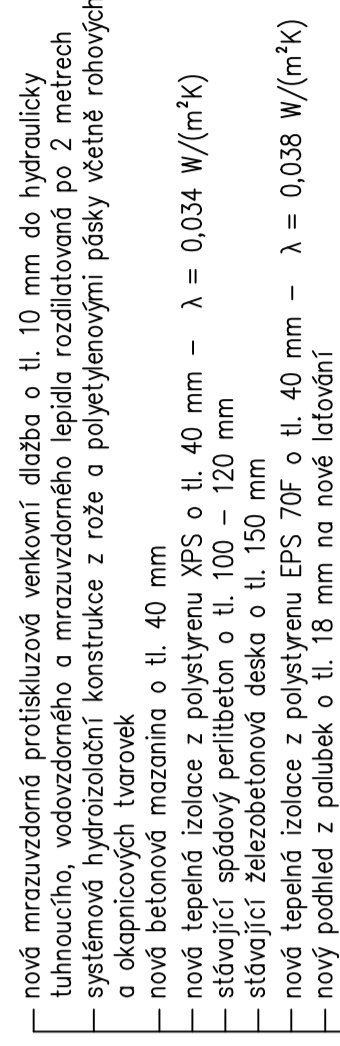 nová mrazuvzdorná protiskluzová venkovní dlažba o tl. 10 mm do hydraulicky
tuhnoucího, vodovzdorného a mrazuvzdorného lepidla rozdilatovaná po 2 metrech
systémová hydroizolační konstrukce z rože a polyetylenovými pásky včetně rohových
a okapnicových tvarovek
nová betonová mazanina o tl. 40 mm
nová tepelná izolace z polystyrenu XPS o tl. 40 mm – λ = 0,034 W/(m²K)
stávající spádový perlitbeton o tl. 100 – 120 mm
stávající železobetonová deska o tl. 150 mm
nová tepelná izolace z polystyrenu EPS 70F o tl. 40 mm – λ = 0,038 W/(m²K)
nový podhled z palubek o tl. 18 mm na nové laťování